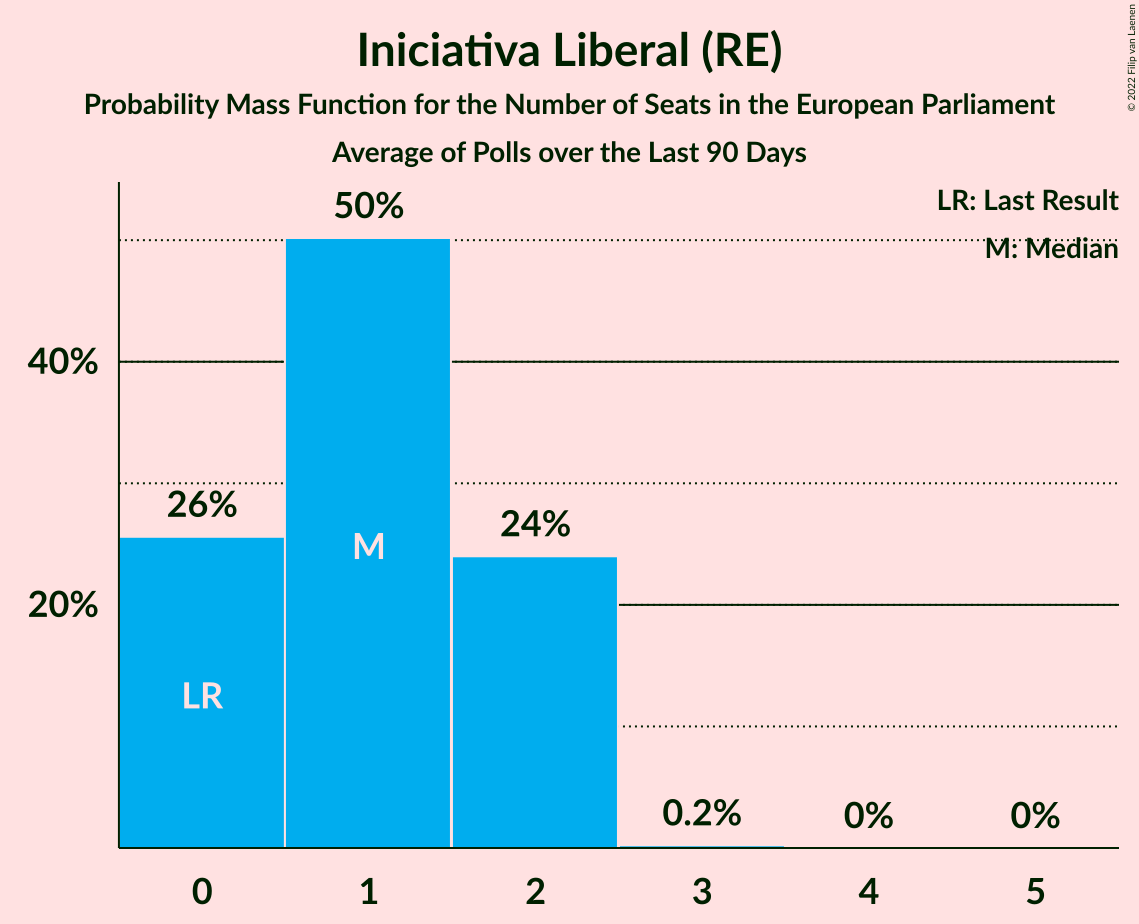 Iniciativa Liberal (RE)
Probability Mass Function for the Number of Seats in the European Parliament
Average of Polls over the Last 90 Days
© 2022 Filip van Laenen
LR: Last Result
M: Median
50%
40%
26%
M
24%
20%
LR
0.2%
0%
0%
0
1
2
3
4
5